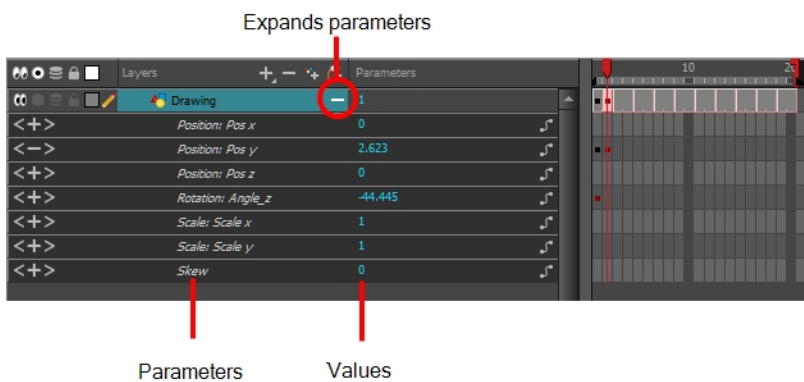 Expands parameters
Layers Parameters 10
Drawing 1
<+> Position: Pos x 0
<-> Position: Pos y 2.623
<+> Position: Pos z 0
<+> Rotation: Angle_z -44.445
<+> Scale: Scale x 1
<+> Scale: Scale y 1
<+> Skew 0
Parameters Values